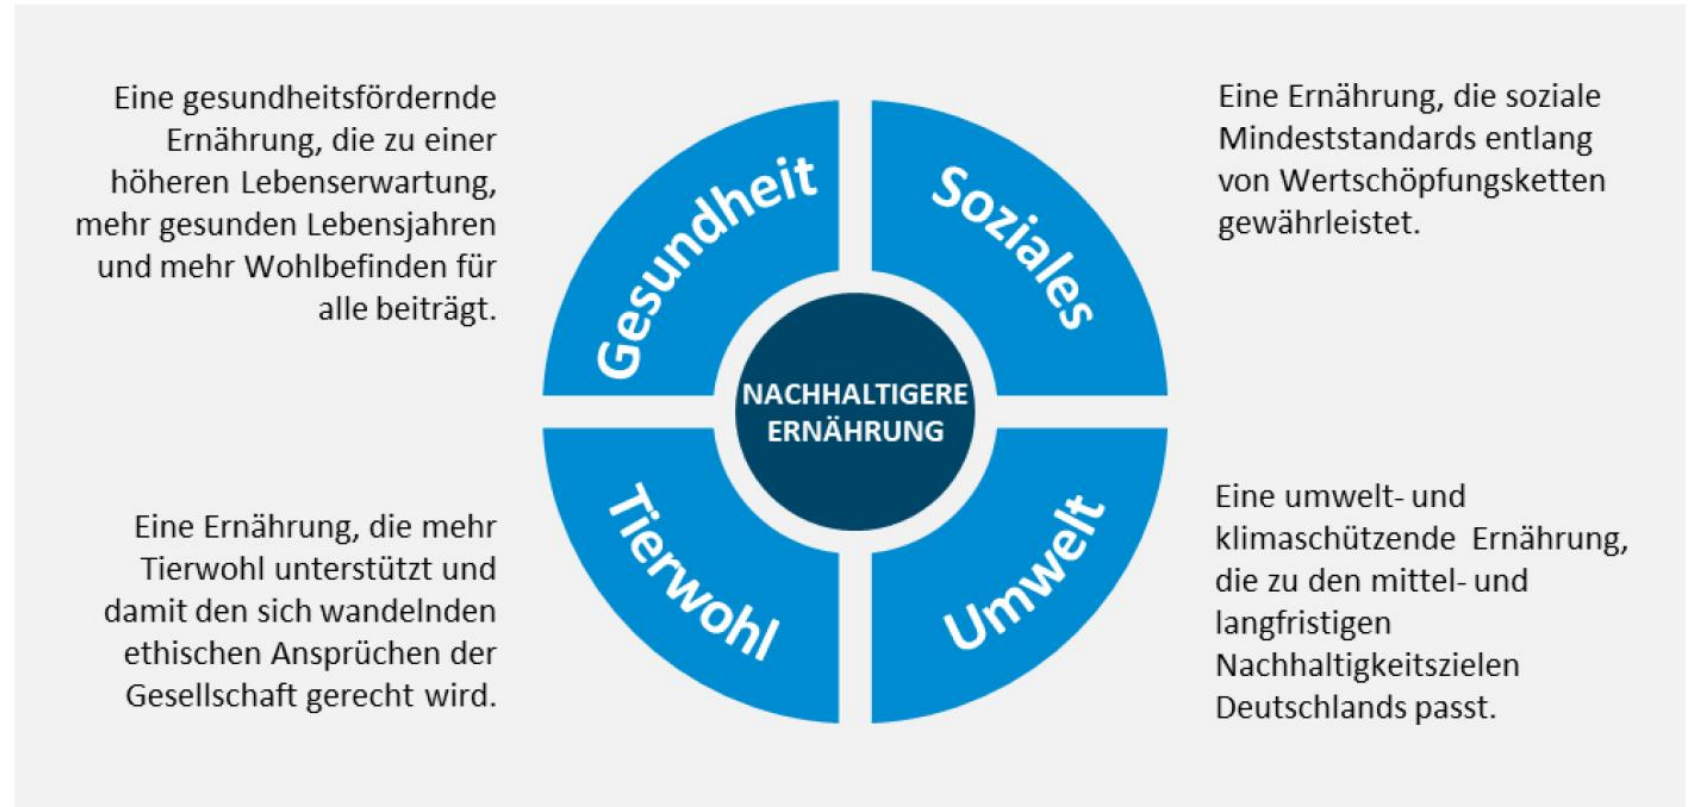 Eine gesundheitsfördernde
Ernährung, die zu einer
höheren Lebenserwartung,
mehr gesunden Lebensjahren
und mehr Wohlbefinden für
alle beiträgt.
Gesundheit
Soziales
Eine Ernährung, die soziale
Mindeststandards entlang
von Wertschöpfungsketten
gewährleistet.
NACHHALTIGERE
ERNÄHRUNG
Eine Ernährung, die mehr
Tierwohl unterstützt und
damit den sich wandelnden
ethischen Ansprüchen der
Gesellschaft gerecht wird.
Tierwohl
Umwelt
Eine umwelt- und
klimaschützende Ernährung,
die zu den mittel- und
langfristigen
Nachhaltigkeitszielen
Deutschlands passt.